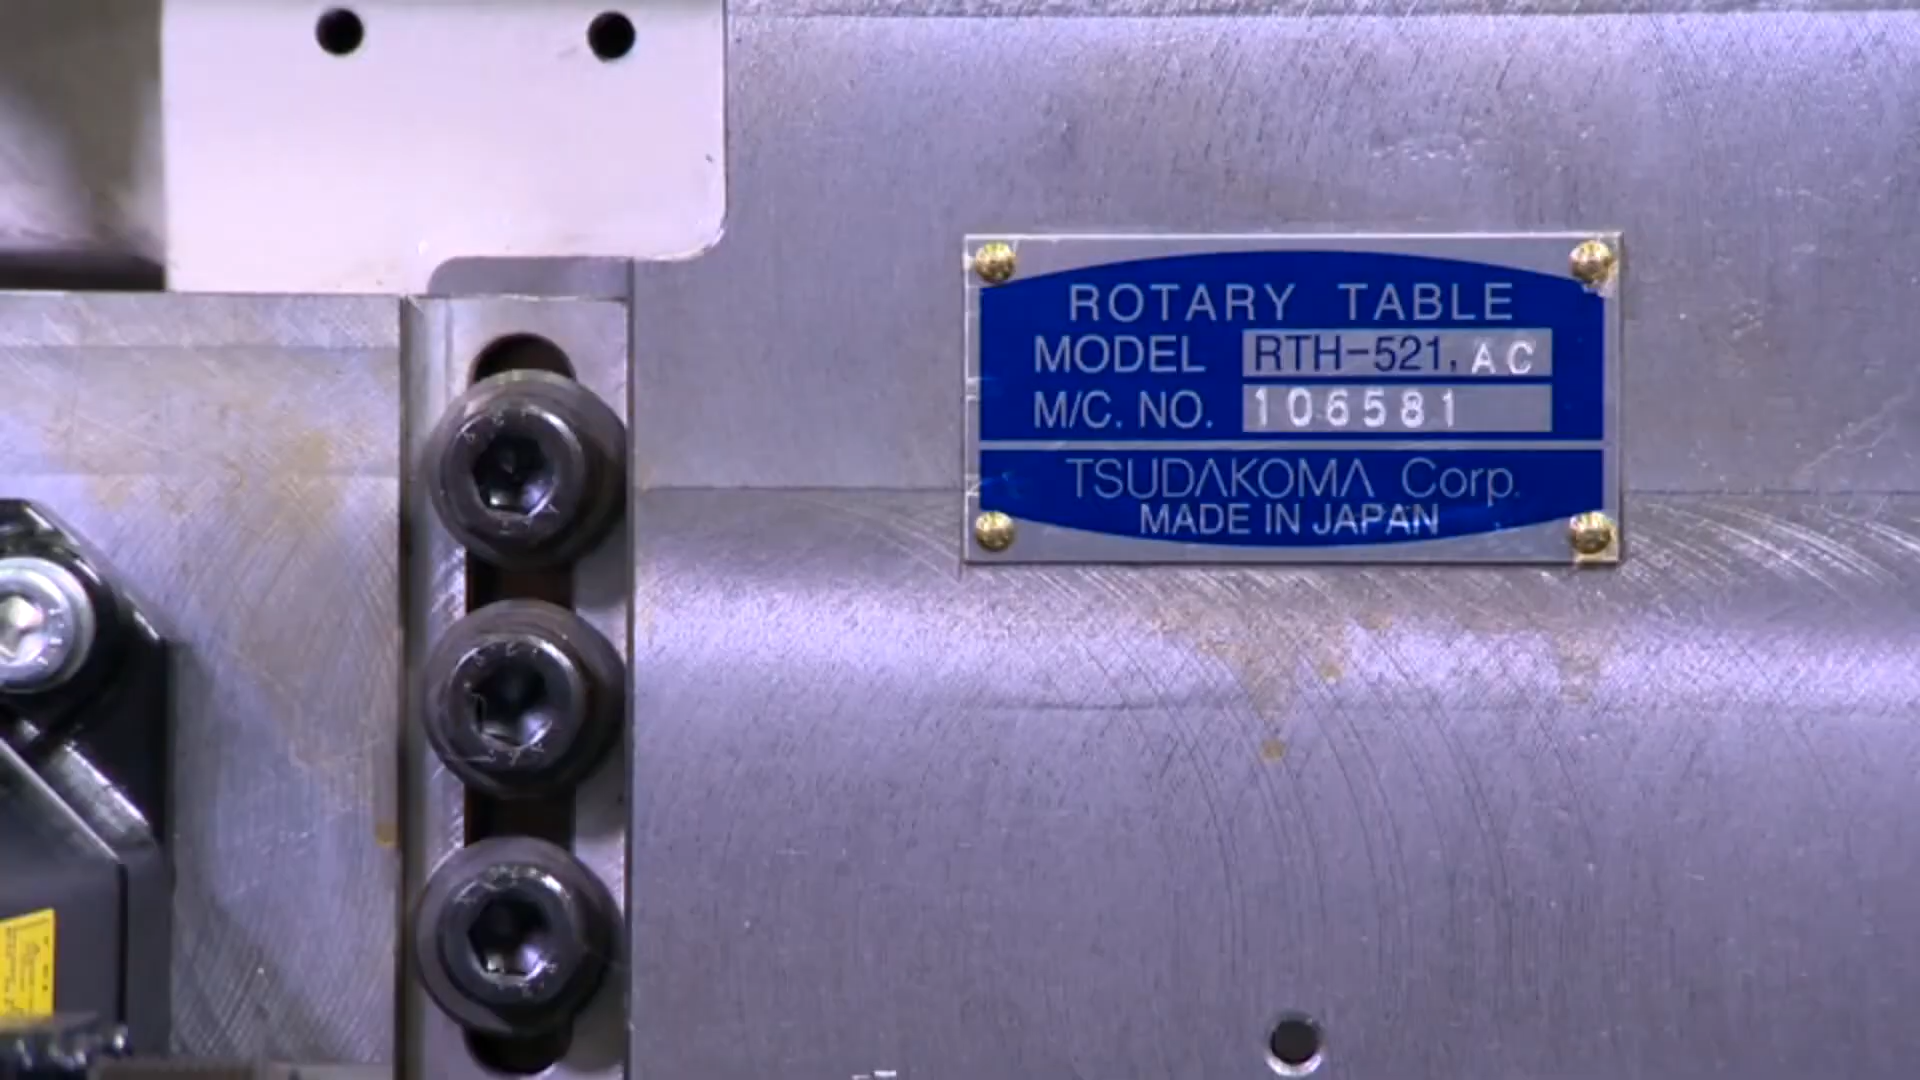 ROTARY TABLE
MODEL RTH-521, AC
M/C. NO. 106581
TSUDAKOMA Corp.
MADE IN JAPAN